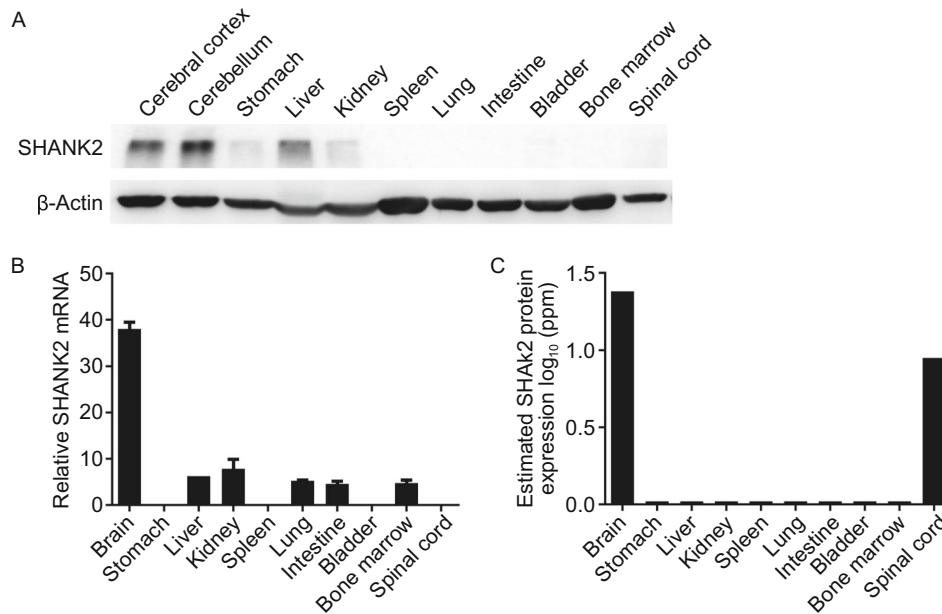 A
Cerebral cortex
Cerebellum
Stomach
Liver
Kidney
Spleen
Lung
Intestine
Bladder
Bone marrow
Spinal cord
SHANK2
β-Actin
B
Relative SHANK2 mRNA
50
40
30
20
10
0
Brain
Stomach
Liver
Kidney
Spleen
Lung
Intestine
Bladder
Bone marrow
Spinal cord
C
Estimated SHAk2 protein
expression log₁₀ (ppm)
1.5
1.0
0.5
0.0
Brain
Stomach
Liver
Kidney
Spleen
Lung
Intestine
Bladder
Bone marrow
Spinal cord